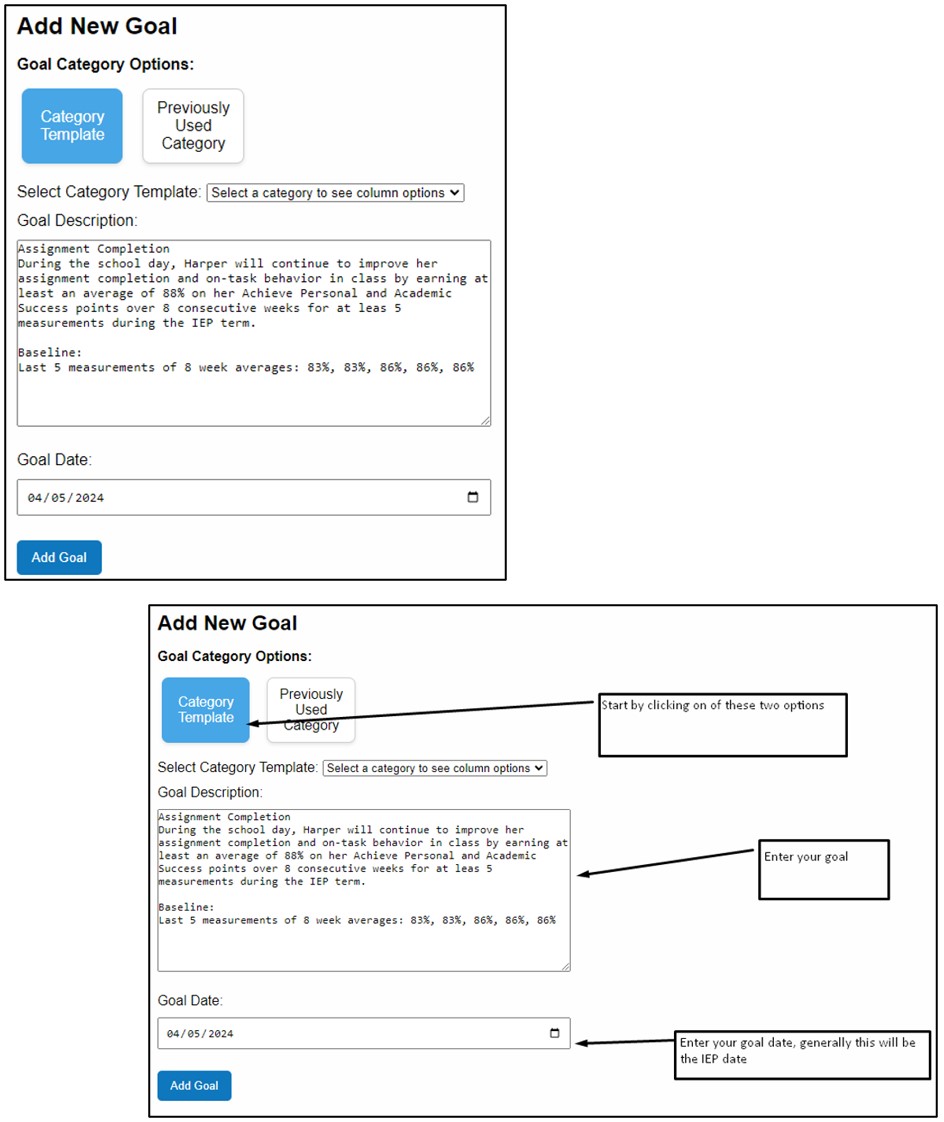 Add New Goal
Goal Category Options:
Category
Template
Previously
Used
Category
Select Category Template: Select a category to see column options
Goal Description:
Assignment Completion
During the school day, Harper will continue to improve her
assignment completion and on-task behavior in class by earning at
least an average of 88% on her Achieve Personal and Academic
Success points over 8 consecutive weeks for at leas 5
measurements during the IEP term.
Baseline:
Last 5 measurements of 8 week averages: 83%, 83%, 86%, 86%, 86%
Goal Date:
04/05/2024
Add Goal
Add New Goal
Goal Category Options:
Category
Template
Previously
Used
Category
Start by clicking on of these two options
Select Category Template: Select a category to see column options
Goal Description:
Assignment Completion
During the school day, Harper will continue to improve her
assignment completion and on-task behavior in class by earning at
least an average of 88% on her Achieve Personal and Academic
Success points over 8 consecutive weeks for at leas 5
measurements during the IEP term.
Baseline:
Last 5 measurements of 8 week averages: 83%, 83%, 86%, 86%, 86%
Enter your goal
Goal Date:
04/05/2024
Enter your goal date, generally this will be
the IEP date
Add Goal